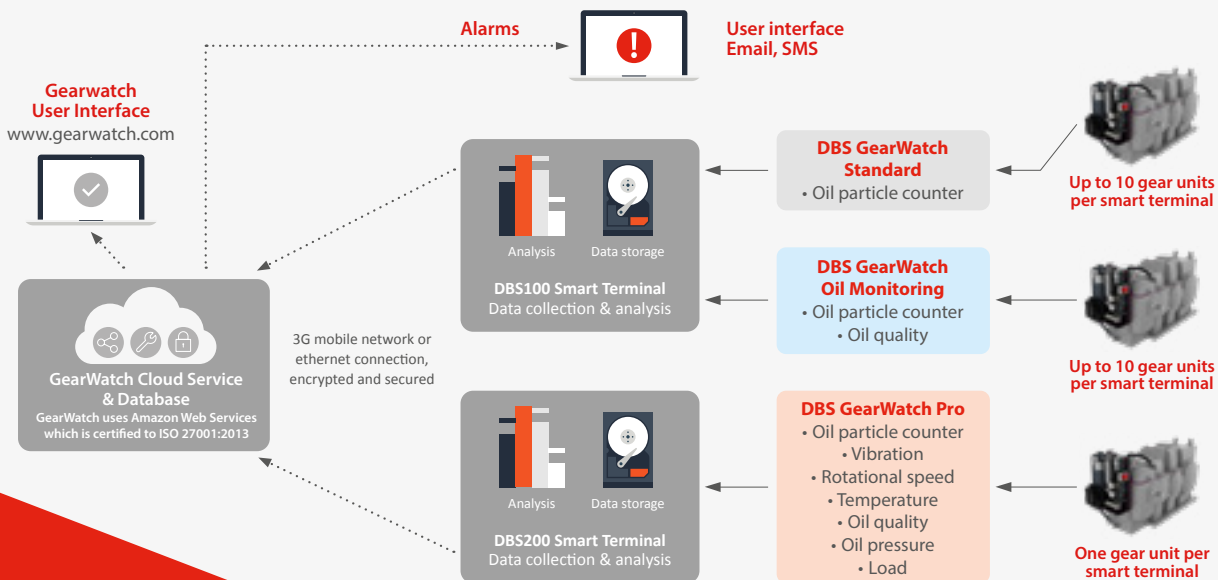 Alarms
User interface
Email, SMS
Gearwatch
User Interface
www.gearwatch.com
DBS GearWatch
Standard
• Oil particle counter
Up to 10 gear units
per smart terminal
Analysis
Data storage
DBS100 Smart Terminal
Data collection & analysis
DBS GearWatch
Oil Monitoring
• Oil particle counter
• Oil quality
Up to 10 gear units
per smart terminal
3G mobile network or
ethernet connection,
encrypted and secured
GearWatch Cloud Service
& Database
GearWatch uses Amazon Web Services
which is certified to ISO 27001:2013
Analysis
Data storage
DBS200 Smart Terminal
Data collection & analysis
DBS GearWatch Pro
• Oil particle counter
• Vibration
• Rotational speed
• Temperature
• Oil quality
• Oil pressure
• Load
One gear unit per
smart terminal